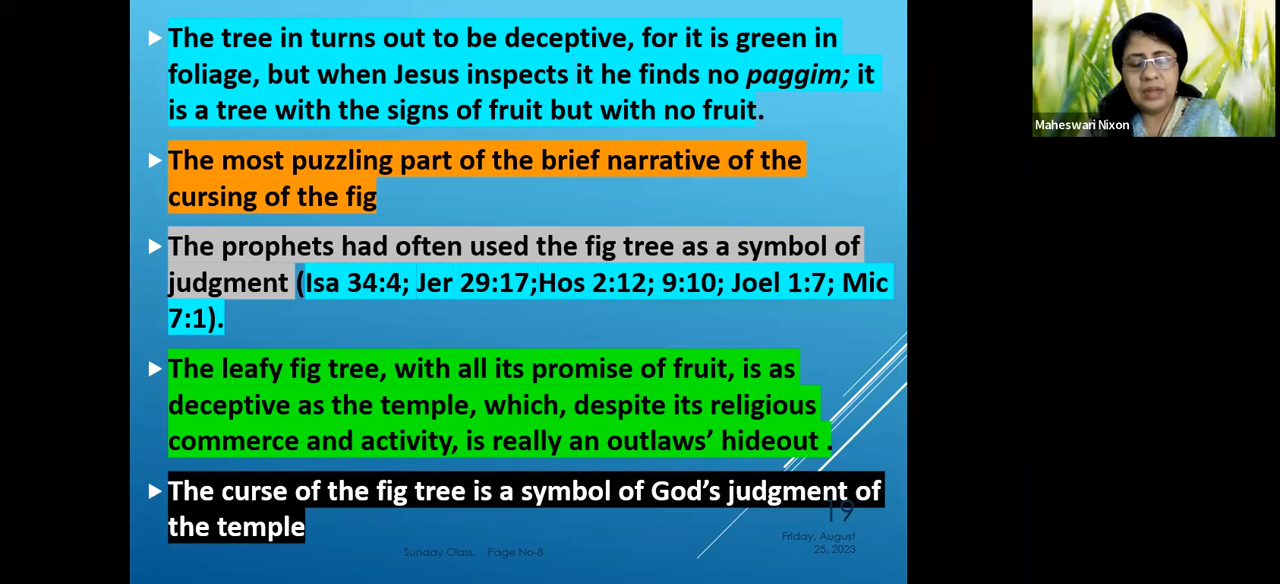 The tree in turns out to be deceptive, for it is green in
foliage, but when Jesus inspects it he finds no paggim; it
is a tree with the signs of fruit but with no fruit.
The most puzzling part of the brief narrative of the
cursing of the fig
The prophets had often used the fig tree as a symbol of
judgment (Isa 34:4; Jer 29:17;Hos 2:12; 9:10; Joel 1:7; Mic
7:1).
The leafy fig tree, with all its promise of fruit, is as
deceptive as the temple, which, despite its religious
commerce and activity, is really an outlaws’ hideout .
The curse of the fig tree is a symbol of God’s judgment of
the temple
19
Friday, August
25, 2023
Sunday Class. Page No-8
Maheswari Nixon